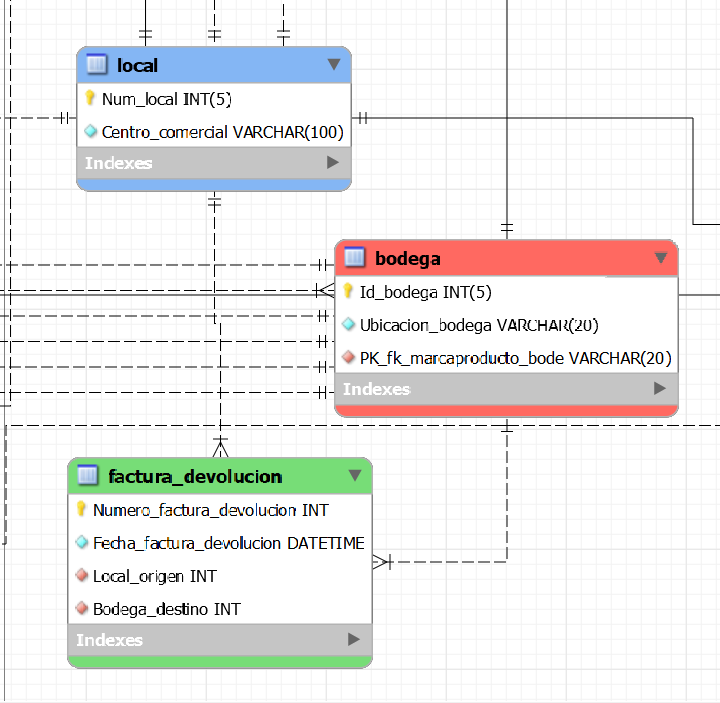 local
Num_local INT(5)
Centro_comercial VARCHAR(100)
Indexes
bodega
Id_bodega INT(5)
Ubicacion_bodega VARCHAR(20)
PK_fk_marcaproducto_bode VARCHAR(20)
Indexes
factura_devolucion
Numero_factura_devolucion INT
Fecha_factura_devolucion DATETIME
Local_origen INT
Bodega_destino INT
Indexes